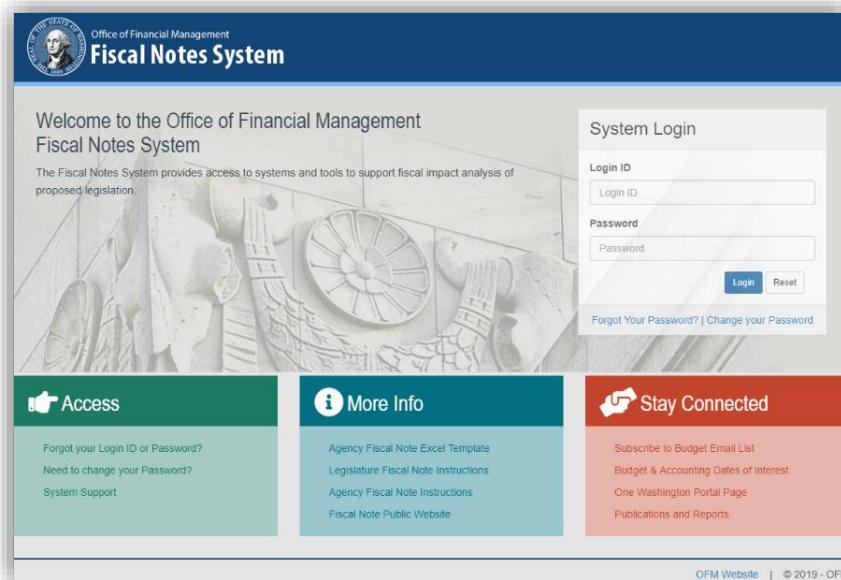 Office of Financial Management
Fiscal Notes System
Welcome to the Office of Financial Management
Fiscal Notes System
The Fiscal Notes System provides access to systems and tools to support fiscal impact analysis of
proposed legislation.
System Login
Login ID
Login ID
Password
Password
Login Reset
Forgot Your Password? | Change your Password
Access
Forgot your Login ID or Password?
Need to change your Password?
System Support
More Info
Agency Fiscal Note Excel Template
Legislature Fiscal Note Instructions
Agency Fiscal Note Instructions
Fiscal Note Public Website
Stay Connected
Subscribe to Budget Email List
Budget & Accounting Dates of Interest
One Washington Portal Page
Publications and Reports
OFM Website | © 2019 - OF